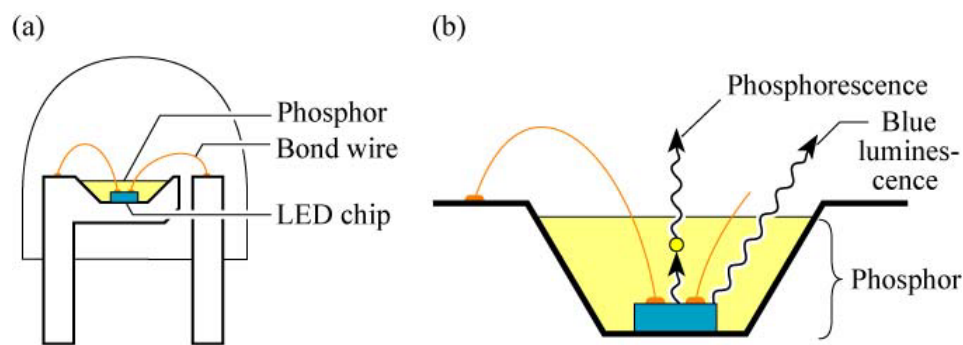 (a)
Phosphor
Bond wire
LED chip
(b)
Phosphorescence
Blue
lumines-
cence
Phosphor